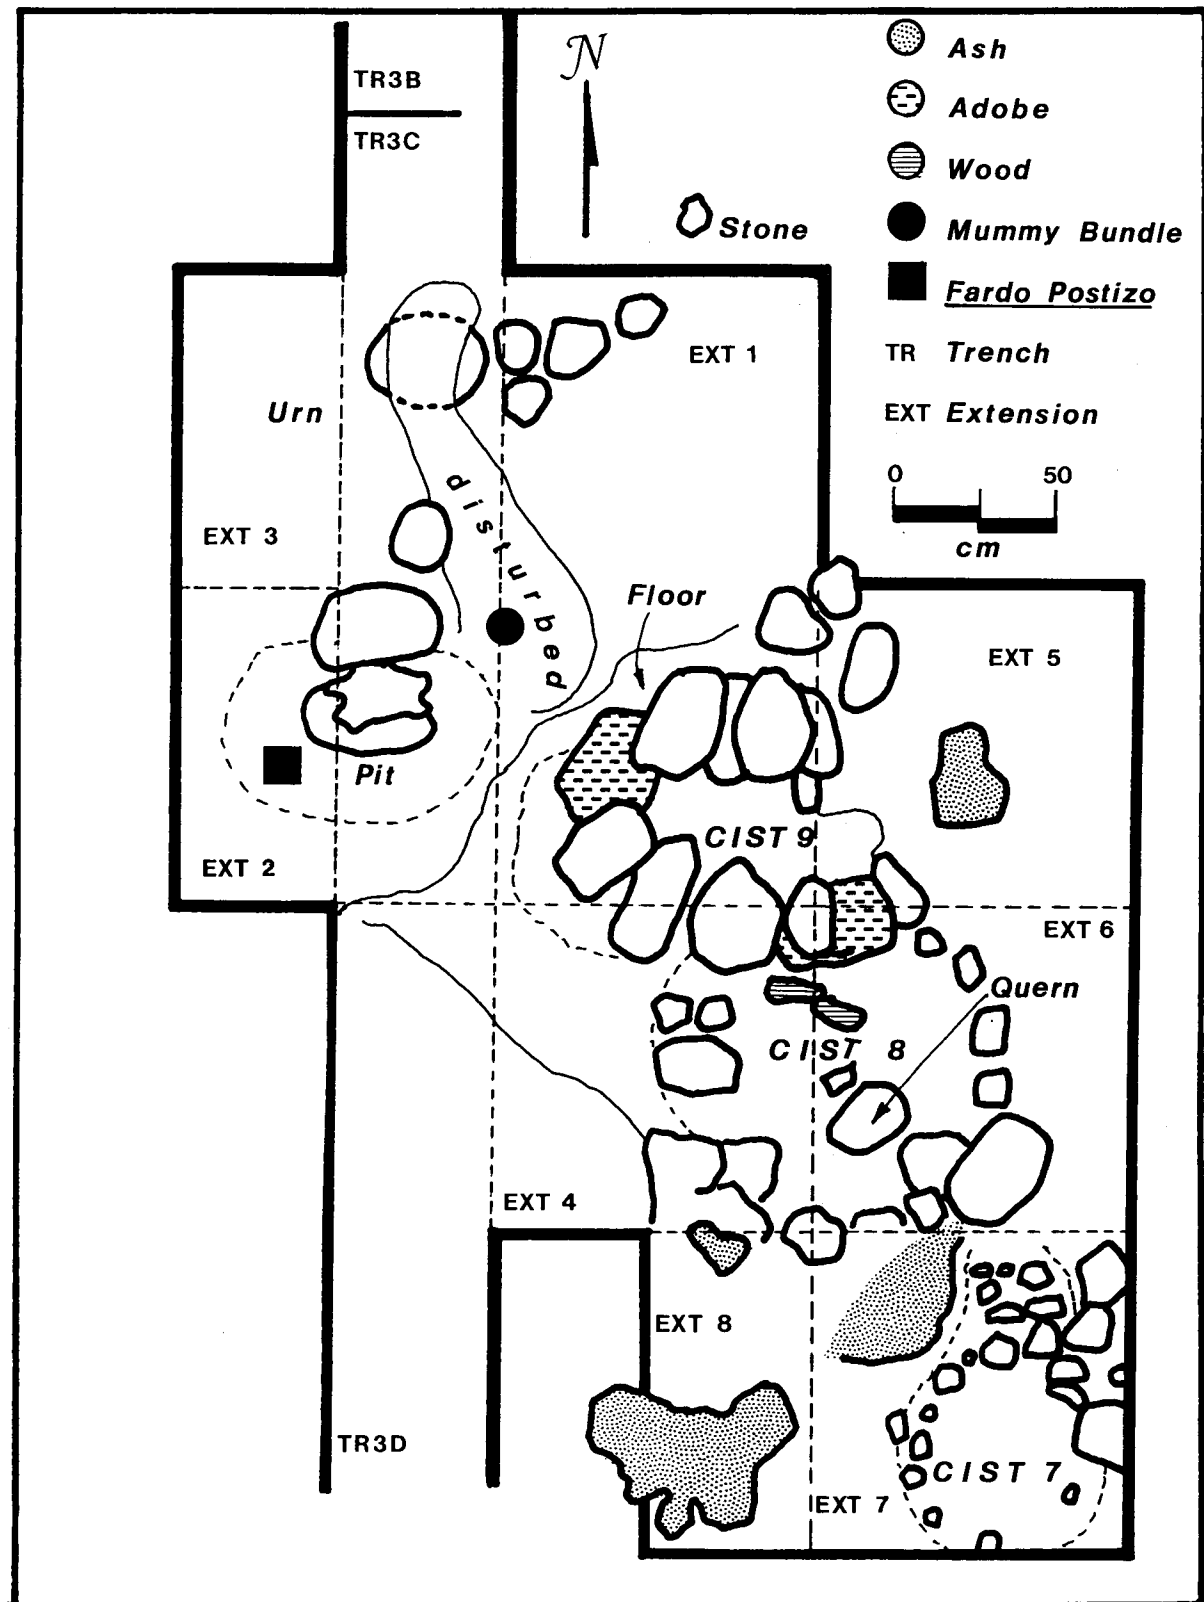 TR3B
TR3C
N
Ash
Adobe
Wood
Mummy Bundle
Fardo Postizo
TR Trench
EXT Extension
0 50
cm
Stone
EXT 1
Urn
disturbed
EXT 3
Floor
EXT 5
Pit
EXT 2
CIST 9
EXT 6
Quern
CIST 8
EXT 4
EXT 8
TR3D
CIST 7
EXT 7